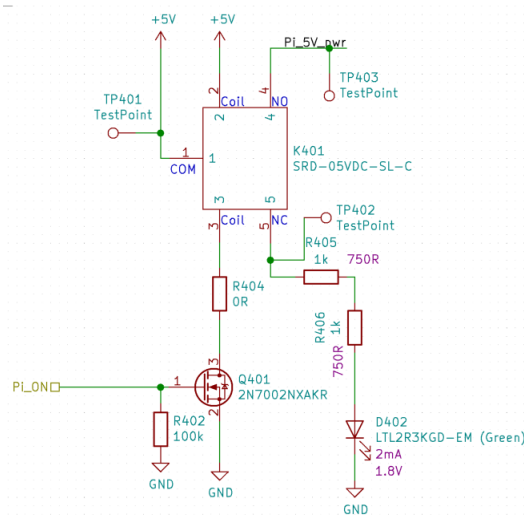 +5V
+5V
Pi_5V_pwr
TP403
TestPoint
TP401
TestPoint
2
Coil
4
NO
2
4
K401
SRD-05VDC-SL-C
1
COM
1
3
5
3
Coil
5
NC
TP402
TestPoint
R405
1k
750R
R404
0R
R406
1k
750R
Pi_ON
1
3
2
Q401
2N7002NXAKR
R402
100k
GND
GND
D402
LTL2R3KGD-EM (Green)
2mA
1.8V
GND